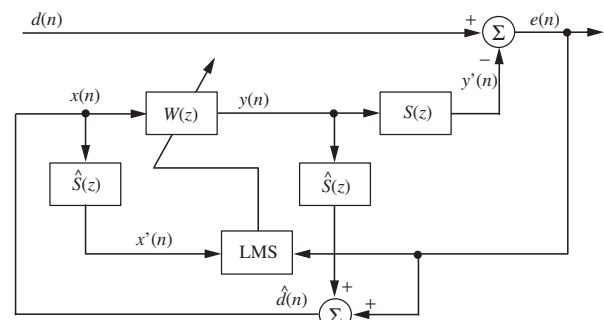 d(n)
+
Σ
e(n)
−
y'(n)
x(n)
W(z)
y(n)
S(z)
Ŝ(z)
Ŝ(z)
x'(n)
LMS
d̂(n)
+
+
Σ